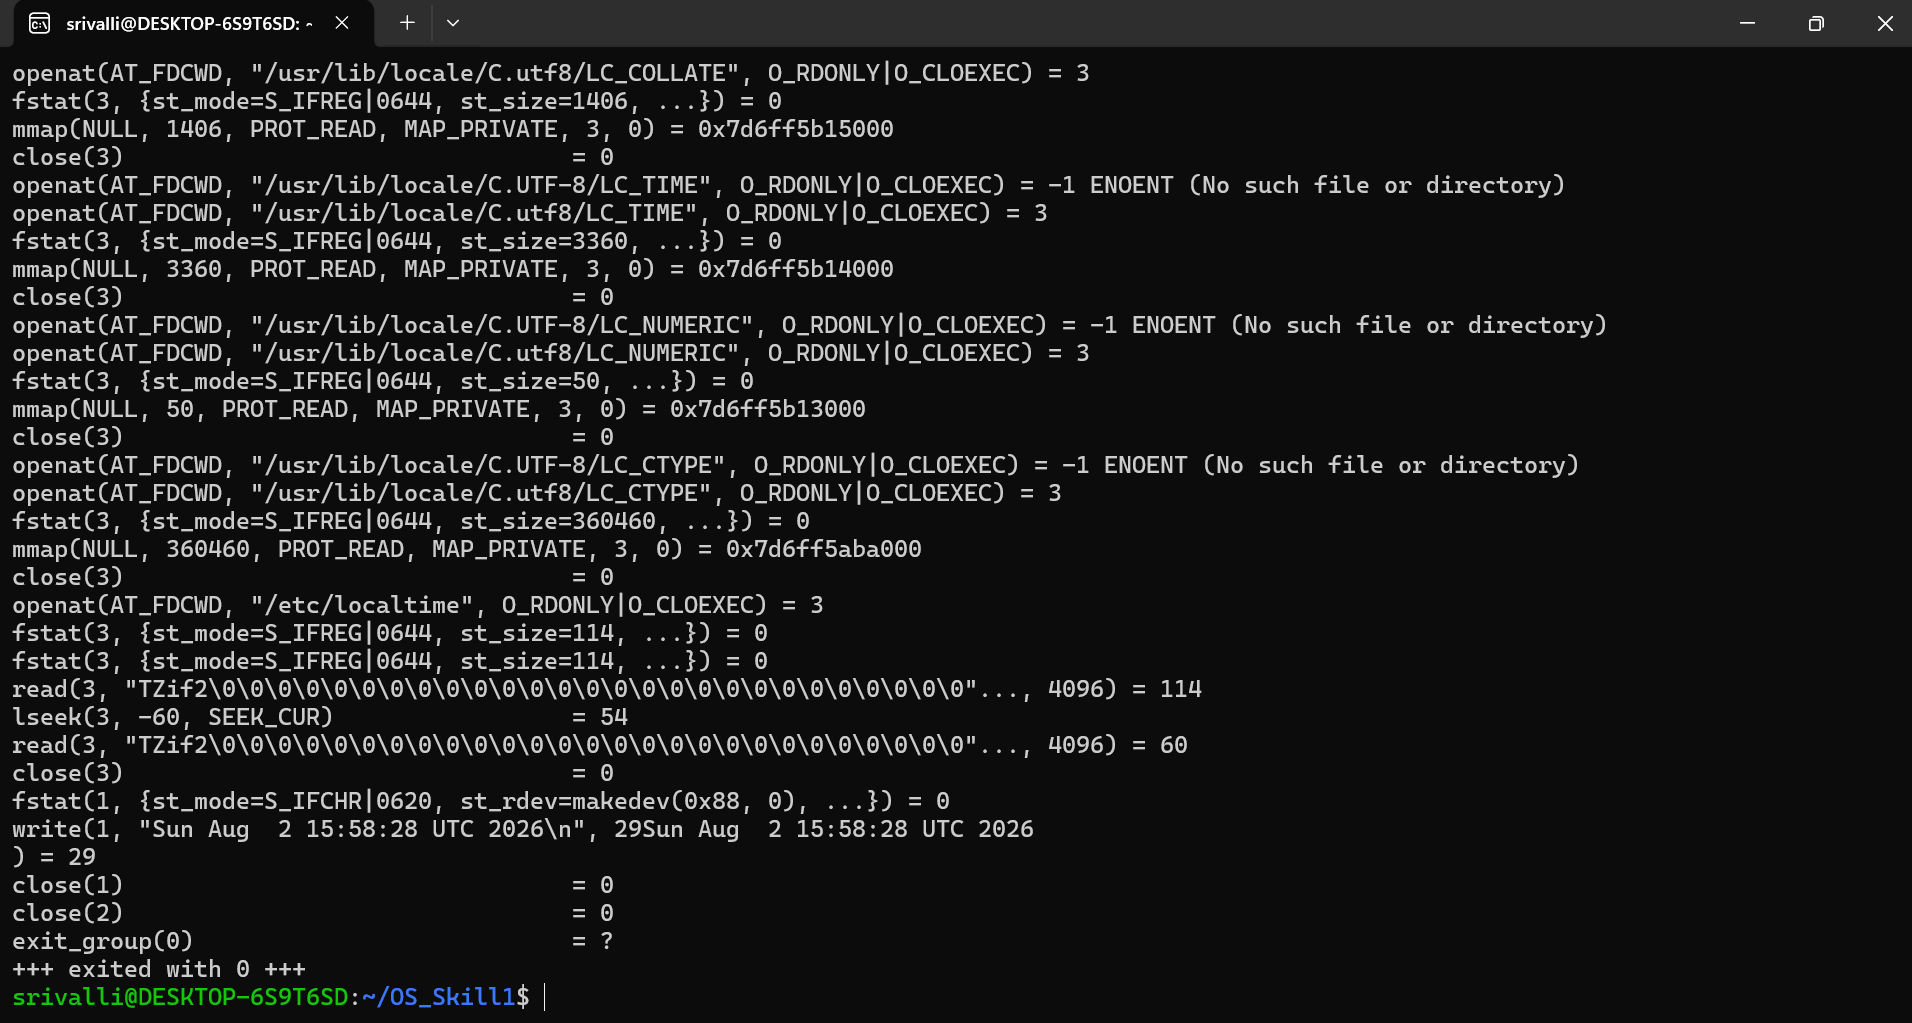 srivalli@DESKTOP-6S9T6SD: ~
openat(AT_FDCWD, "/usr/lib/locale/C.utf8/LC_COLLATE", O_RDONLY|O_CLOEXEC) = 3
fstat(3, {st_mode=S_IFREG|0644, st_size=1406, ...}) = 0
mmap(NULL, 1406, PROT_READ, MAP_PRIVATE, 3, 0) = 0x7d6ff5b15000
close(3)                                = 0
openat(AT_FDCWD, "/usr/lib/locale/C.UTF-8/LC_TIME", O_RDONLY|O_CLOEXEC) = -1 ENOENT (No such file or directory)
openat(AT_FDCWD, "/usr/lib/locale/C.utf8/LC_TIME", O_RDONLY|O_CLOEXEC) = 3
fstat(3, {st_mode=S_IFREG|0644, st_size=3360, ...}) = 0
mmap(NULL, 3360, PROT_READ, MAP_PRIVATE, 3, 0) = 0x7d6ff5b14000
close(3)                                = 0
openat(AT_FDCWD, "/usr/lib/locale/C.UTF-8/LC_NUMERIC", O_RDONLY|O_CLOEXEC) = -1 ENOENT (No such file or directory)
openat(AT_FDCWD, "/usr/lib/locale/C.utf8/LC_NUMERIC", O_RDONLY|O_CLOEXEC) = 3
fstat(3, {st_mode=S_IFREG|0644, st_size=50, ...}) = 0
mmap(NULL, 50, PROT_READ, MAP_PRIVATE, 3, 0) = 0x7d6ff5b13000
close(3)                                = 0
openat(AT_FDCWD, "/usr/lib/locale/C.UTF-8/LC_CTYPE", O_RDONLY|O_CLOEXEC) = -1 ENOENT (No such file or directory)
openat(AT_FDCWD, "/usr/lib/locale/C.utf8/LC_CTYPE", O_RDONLY|O_CLOEXEC) = 3
fstat(3, {st_mode=S_IFREG|0644, st_size=360460, ...}) = 0
mmap(NULL, 360460, PROT_READ, MAP_PRIVATE, 3, 0) = 0x7d6ff5aba000
close(3)                                = 0
openat(AT_FDCWD, "/etc/localtime", O_RDONLY|O_CLOEXEC) = 3
fstat(3, {st_mode=S_IFREG|0644, st_size=114, ...}) = 0
fstat(3, {st_mode=S_IFREG|0644, st_size=114, ...}) = 0
read(3, "TZif2\0\0\0\0\0\0\0\0\0\0\0\0\0\0\0\0\0\0\0\0\0\0\0\0\0\0\0"..., 4096) = 114
lseek(3, -60, SEEK_CUR)                 = 54
read(3, "TZif2\0\0\0\0\0\0\0\0\0\0\0\0\0\0\0\0\0\0\0\0\0\0\0\0\0\0\0"..., 4096) = 60
close(3)                                = 0
fstat(1, {st_mode=S_IFCHR|0620, st_rdev=makedev(0x88, 0), ...}) = 0
write(1, "Sun Aug  2 15:58:28 UTC 2026\n", 29Sun Aug  2 15:58:28 UTC 2026
) = 29
close(1)                                = 0
close(2)                                = 0
exit_group(0)                           = ?
+++ exited with 0 +++
srivalli@DESKTOP-6S9T6SD:~/OS_Skill1$